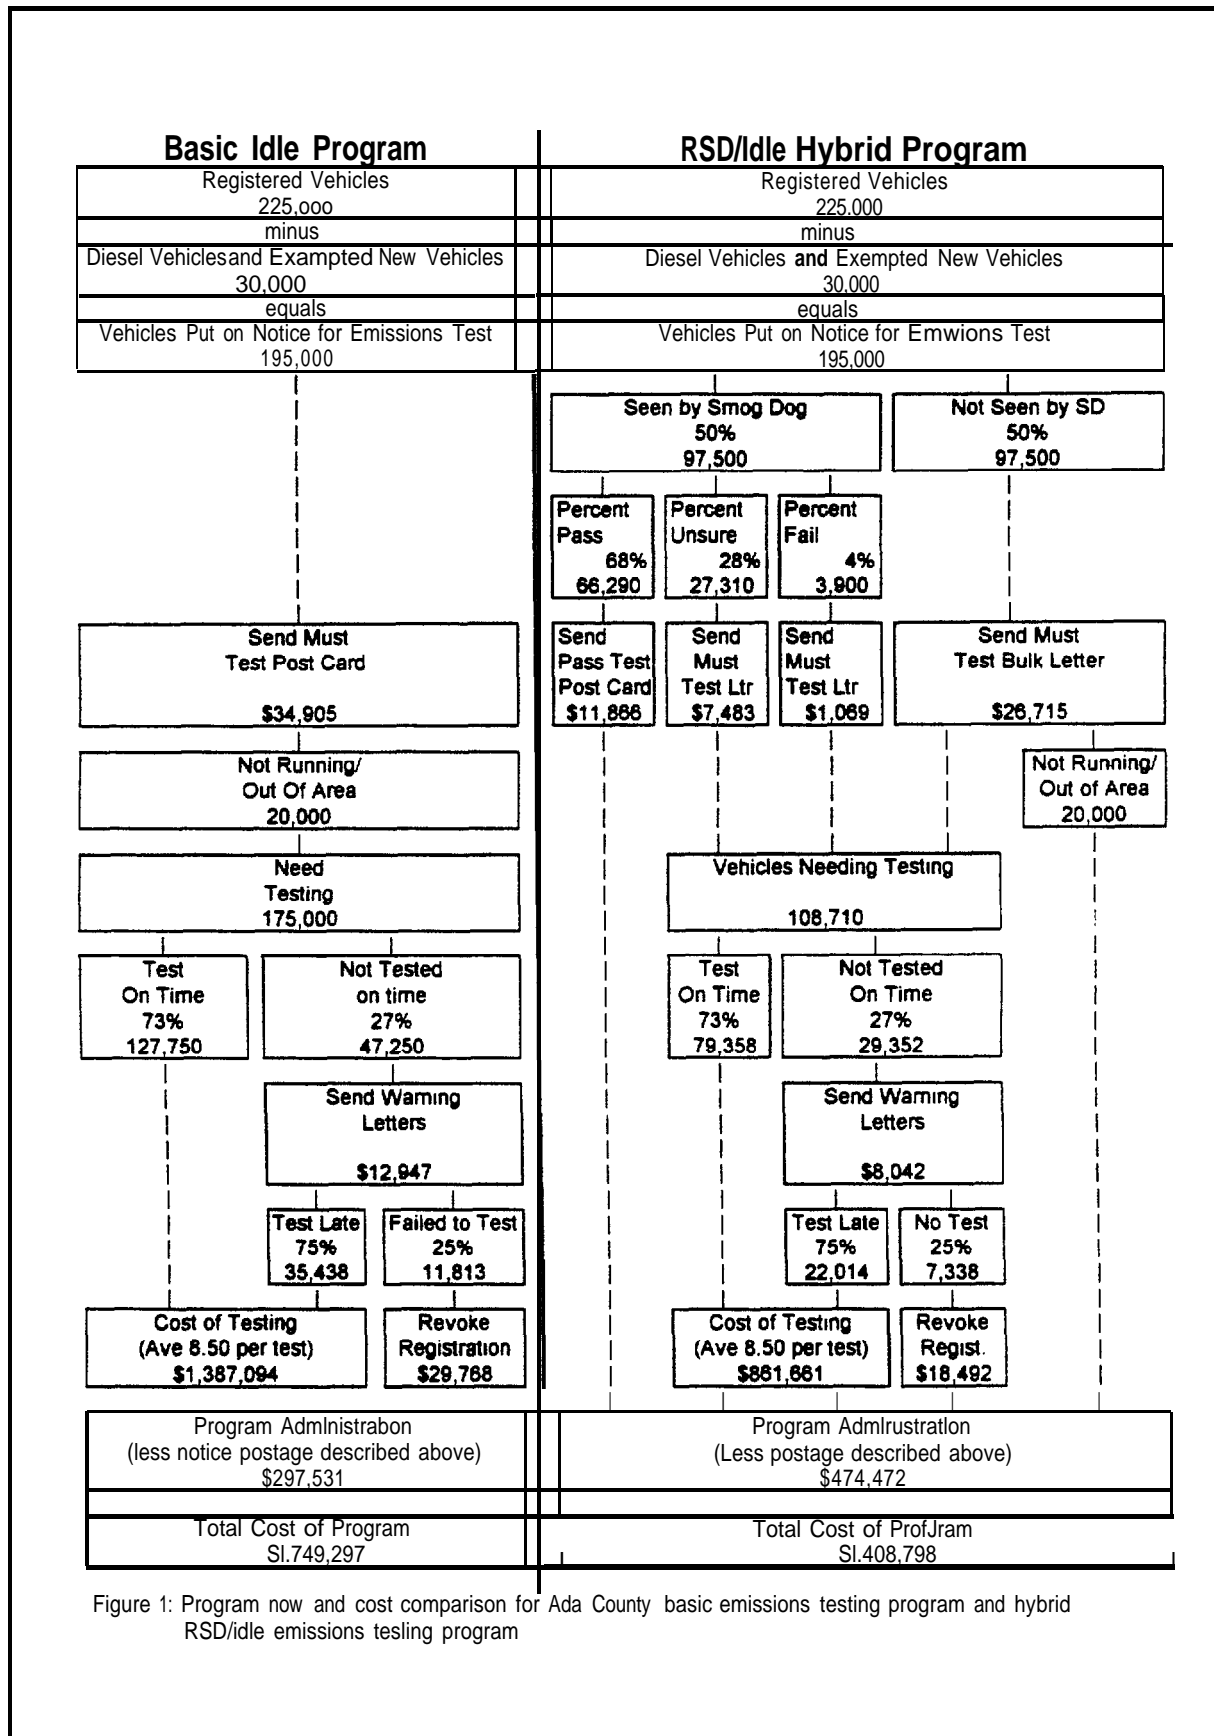 Basic Idle Program
Registered Vehicles
225,ooo
minus
Diesel Vehiclesand Exampted New Vehicles
30,000
equals
Vehicles Put on Notice for Emissions Test
195,000
Send Must
Test Post Card
$34,905
Not Running/
Out Of Area
20,000
Need
Testing
175,000
Test
On Time
73%
127,750
Not Tested
on time
27%
47,250
Send Warning
Letters
$12,947
Test Late
75%
35,438
Failed to Test
25%
11,813
Cost of Testing
(Ave 8.50 per test)
$1,387,094
Revoke
Registration
$29,768
Program AdmInistrabon
(less notice postage described above)
$297,531
Total Cost of Program
SI.749,297
RSD/Idle Hybrid Program
Registered Vehicles
225.000
minus
Diesel Vehicles and Exempted New Vehicles
30,000
equals
Vehicles Put on Notice for Emwions Test
195,000
Seen by Smog Dog
50%
97,500
Not Seen by SD
50%
97,500
Percent
Pass
68%
66,290
Percent
Unsure
28%
27,310
Percent
Fail
4%
3,900
Send
Pass Test
Post Card
$11,866
Send
Must
Test Ltr
$7,483
Send
Must
Test Ltr
$1,069
Send Must
Test Bulk Letter
$26,715
Not Running/
Out of Area
20,000
Vehicles Needing Testing
108,710
Test
On Time
73%
79,358
Not Tested
On Time
27%
29,352
Send Warning
Letters
$8,042
Test Late
75%
22,014
No Test
25%
7,338
Cost of Testing
(Ave 8.50 per test)
$861,661
Revoke
Regist.
$18,492
Program AdmIrustratIon
(Less postage described above)
$474,472
Total Cost of ProfJram
SI.408,798
Figure 1: Program now and cost comparison for Ada County basic emissions testing program and hybrid
RSD/idle emissions tesling program